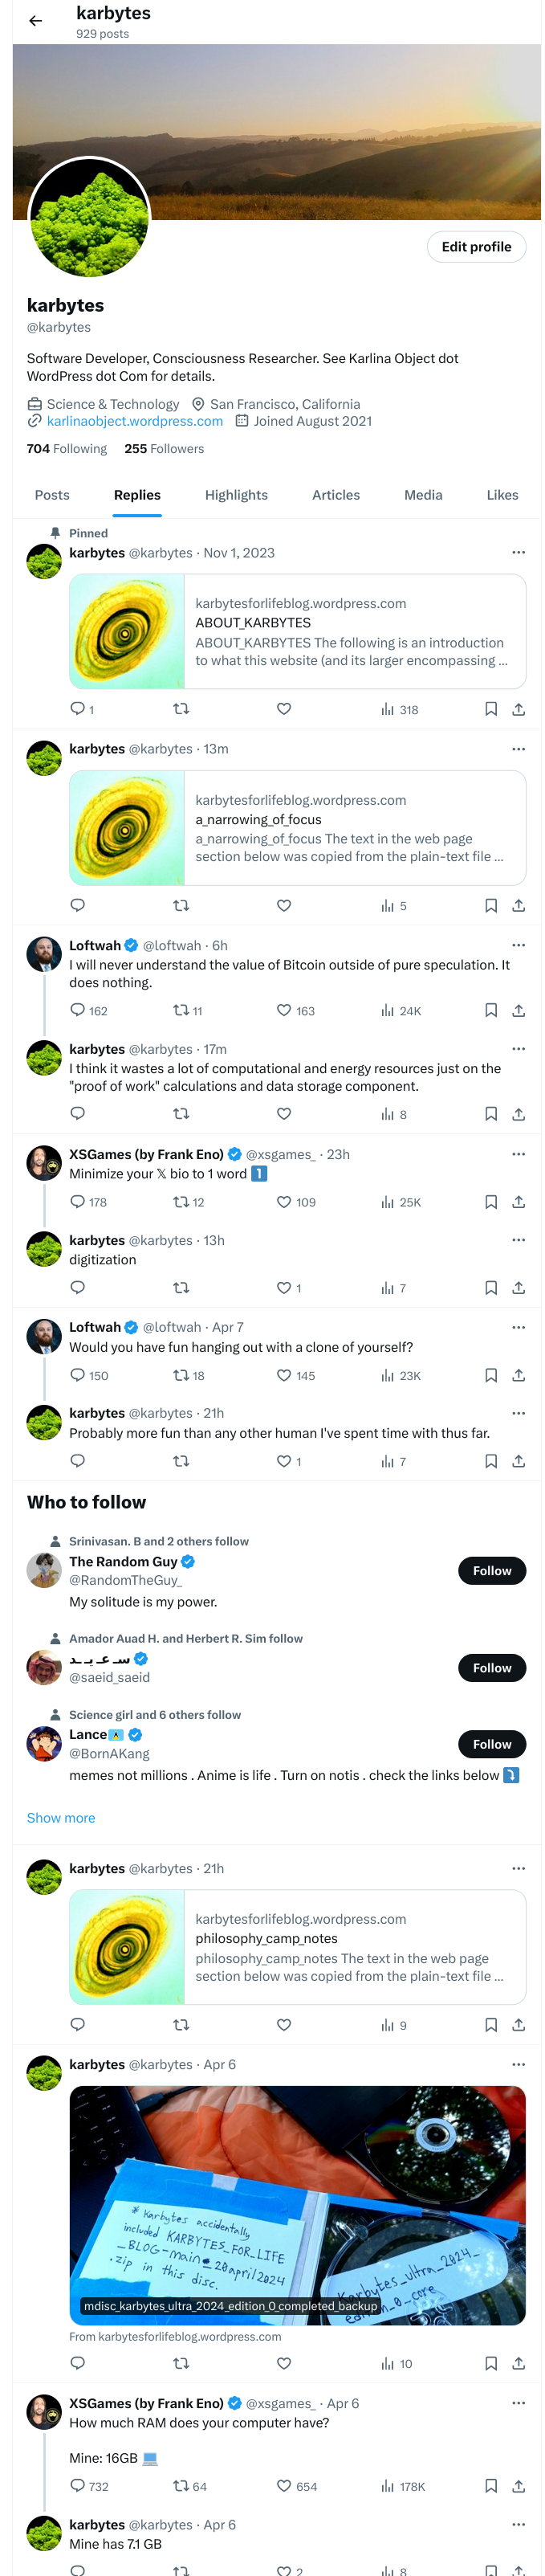 karbytes
929 posts
Edit profile
karbytes
@karbytes
Software Developer, Consciousness Researcher. See Karlina Object dot
WordPress dot Com for details.
Science & Technology San Francisco, California
karlinaobject.wordpress.com Joined August 2021
704 Following 255 Followers
Posts Replies Highlights Articles Media Likes
Pinned
karbytes @karbytes · Nov 1, 2023
karbytesforlifeblog.wordpress.com
ABOUT_KARBYTES
ABOUT_KARBYTES The following is an introduction
to what this website (and its larger encompassing ...
1 318
karbytes @karbytes · 13m
karbytesforlifeblog.wordpress.com
a_narrowing_of_focus
a_narrowing_of_focus The text in the web page
section below was copied from the plain-text file ...
5
Loftwah @loftwah · 6h
I will never understand the value of Bitcoin outside of pure speculation. It
does nothing.
162 11 163 24K
karbytes @karbytes · 17m
I think it wastes a lot of computational and energy resources just on the
"proof of work" calculations and data storage component.
8
XSGames (by Frank Eno) @xsgames_ · 23h
Minimize your 𝕏 bio to 1 word 1️⃣
178 12 109 25K
karbytes @karbytes · 13h
digitization
1 7
Loftwah @loftwah · Apr 7
Would you have fun hanging out with a clone of yourself?
150 18 145 23K
karbytes @karbytes · 21h
Probably more fun than any other human I've spent time with thus far.
1 7
Who to follow
Srinivasan. B and 2 others follow
The Random Guy
@RandomTheGuy_
Follow
My solitude is my power.
Amador Auad H. and Herbert R. Sim follow
سـ عـ يـ ـد
@saeid_saeid
Follow
Science girl and 6 others follow
Lance
@BornAKang
Follow
memes not millions . Anime is life . Turn on notis . check the links below ⤵️
Show more
karbytes @karbytes · 21h
karbytesforlifeblog.wordpress.com
philosophy_camp_notes
philosophy_camp_notes The text in the web page
section below was copied from the plain-text file ...
9
karbytes @karbytes · Apr 6
* Karbytes accidentally
included KARBYTES_FOR_LIFE
_BLOG-main_20april2024
.zip in this disc.
Karbytes_ultra_2024_
edition_0_core
mdisc_karbytes_ultra_2024_edition_0_completed_backup
From karbytesforlifeblog.wordpress.com
10
XSGames (by Frank Eno) @xsgames_ · Apr 6
How much RAM does your computer have?
Mine: 16GB 💻
732 64 654 178K
karbytes @karbytes · Apr 6
Mine has 7.1 GB
2 8